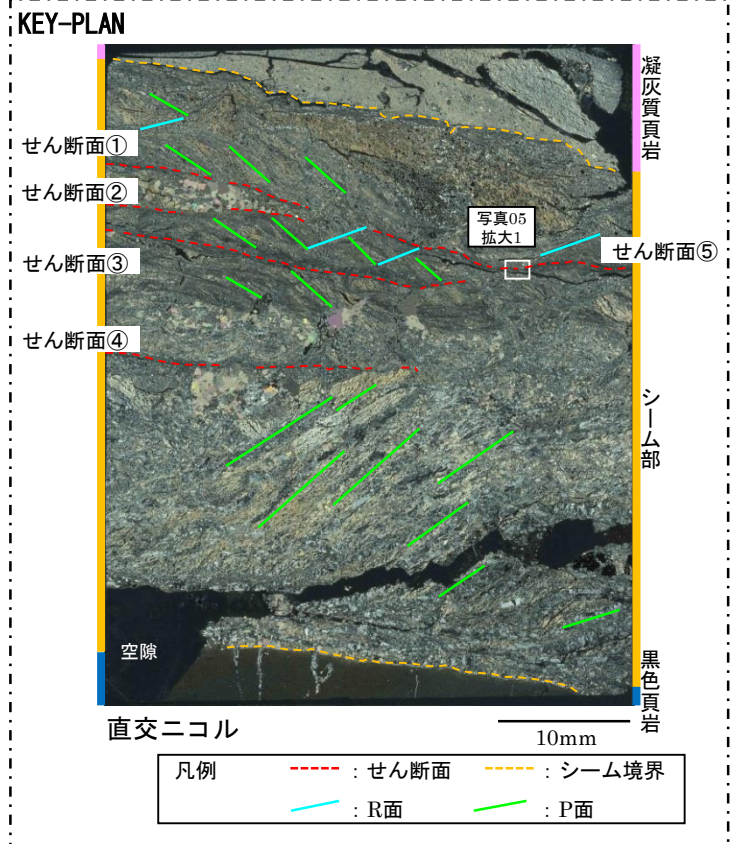 KEY-PLAN
凝灰質頁岩
せん断面①
せん断面②
写真05
拡大1
せん断面⑤
せん断面③
せん断面④
シーム部
空隙
黒色頁岩
直交ニコル
10mm
凡例
：せん断面
：シーム境界
：R面
：P面